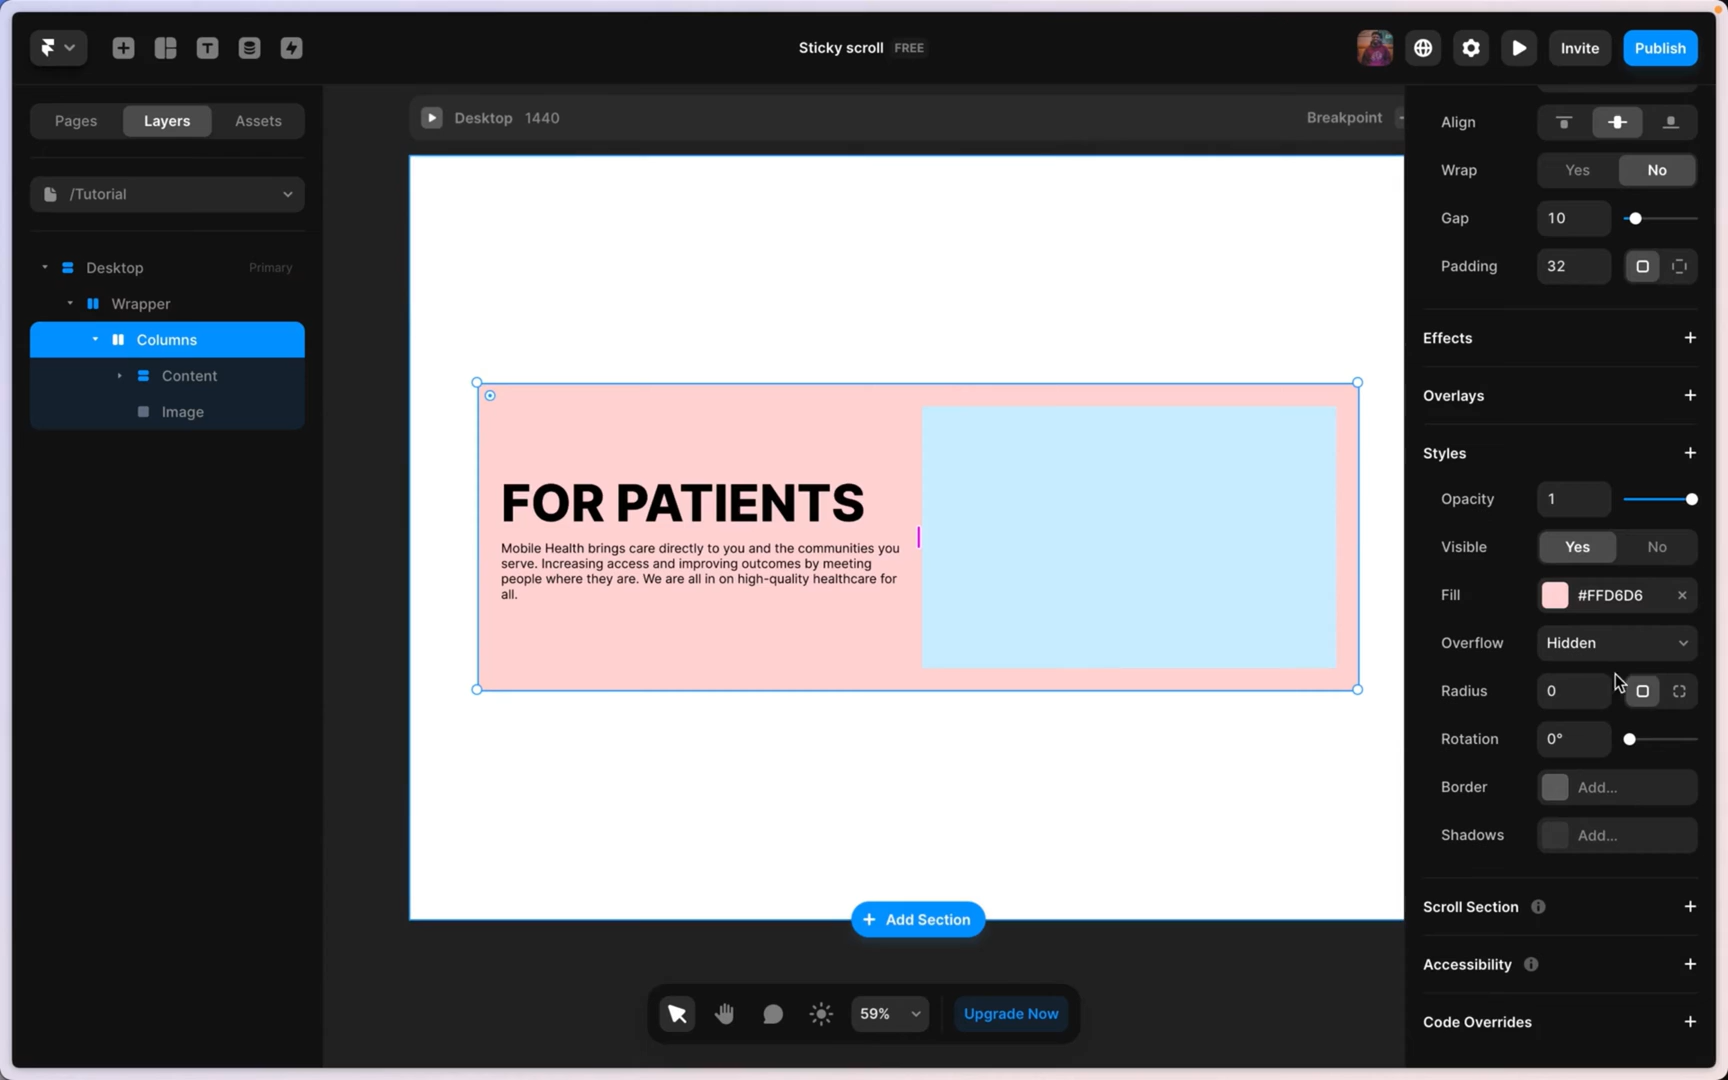 Sticky scroll FREE
Invite
Publish
Pages
Layers
Assets
/Tutorial
Desktop
Primary
Wrapper
Columns
Content
Image
Desktop 1440
Breakpoint
FOR PATIENTS
Mobile Health brings care directly to you and the communities you
serve. Increasing access and improving outcomes by meeting
people where they are. We are all in on high-quality healthcare for
all.
Add Section
59%
Upgrade Now
Align
Wrap Yes No
Gap 10
Padding 32
Effects
Overlays
Styles
Opacity 1
Visible Yes No
Fill #FFD6D6
Overflow Hidden
Radius 0
Rotation 0°
Border Add...
Shadows Add...
Scroll Section
Accessibility
Code Overrides